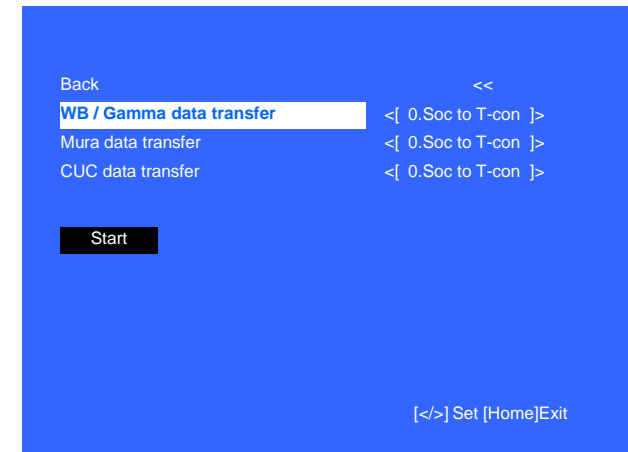 Back <<
WB / Gamma data transfer <[ 0.Soc to T-con ]>
Mura data transfer <[ 0.Soc to T-con ]>
CUC data transfer <[ 0.Soc to T-con ]>
Start
[</>] Set [Home]Exit